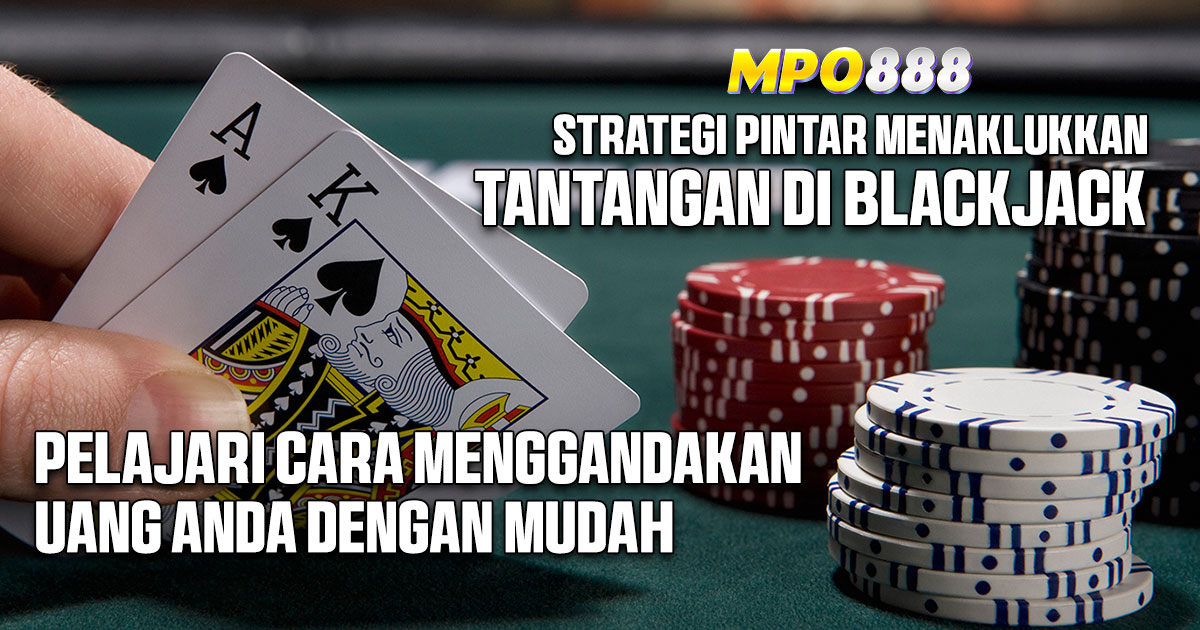 MPO888
STRATEGI PINTAR MENAKLUKKAN
TANTANGAN DI BLACKJACK
A
K
PELAJARI CARA MENGGANDAKAN
UANG ANDA DENGAN MUDAH